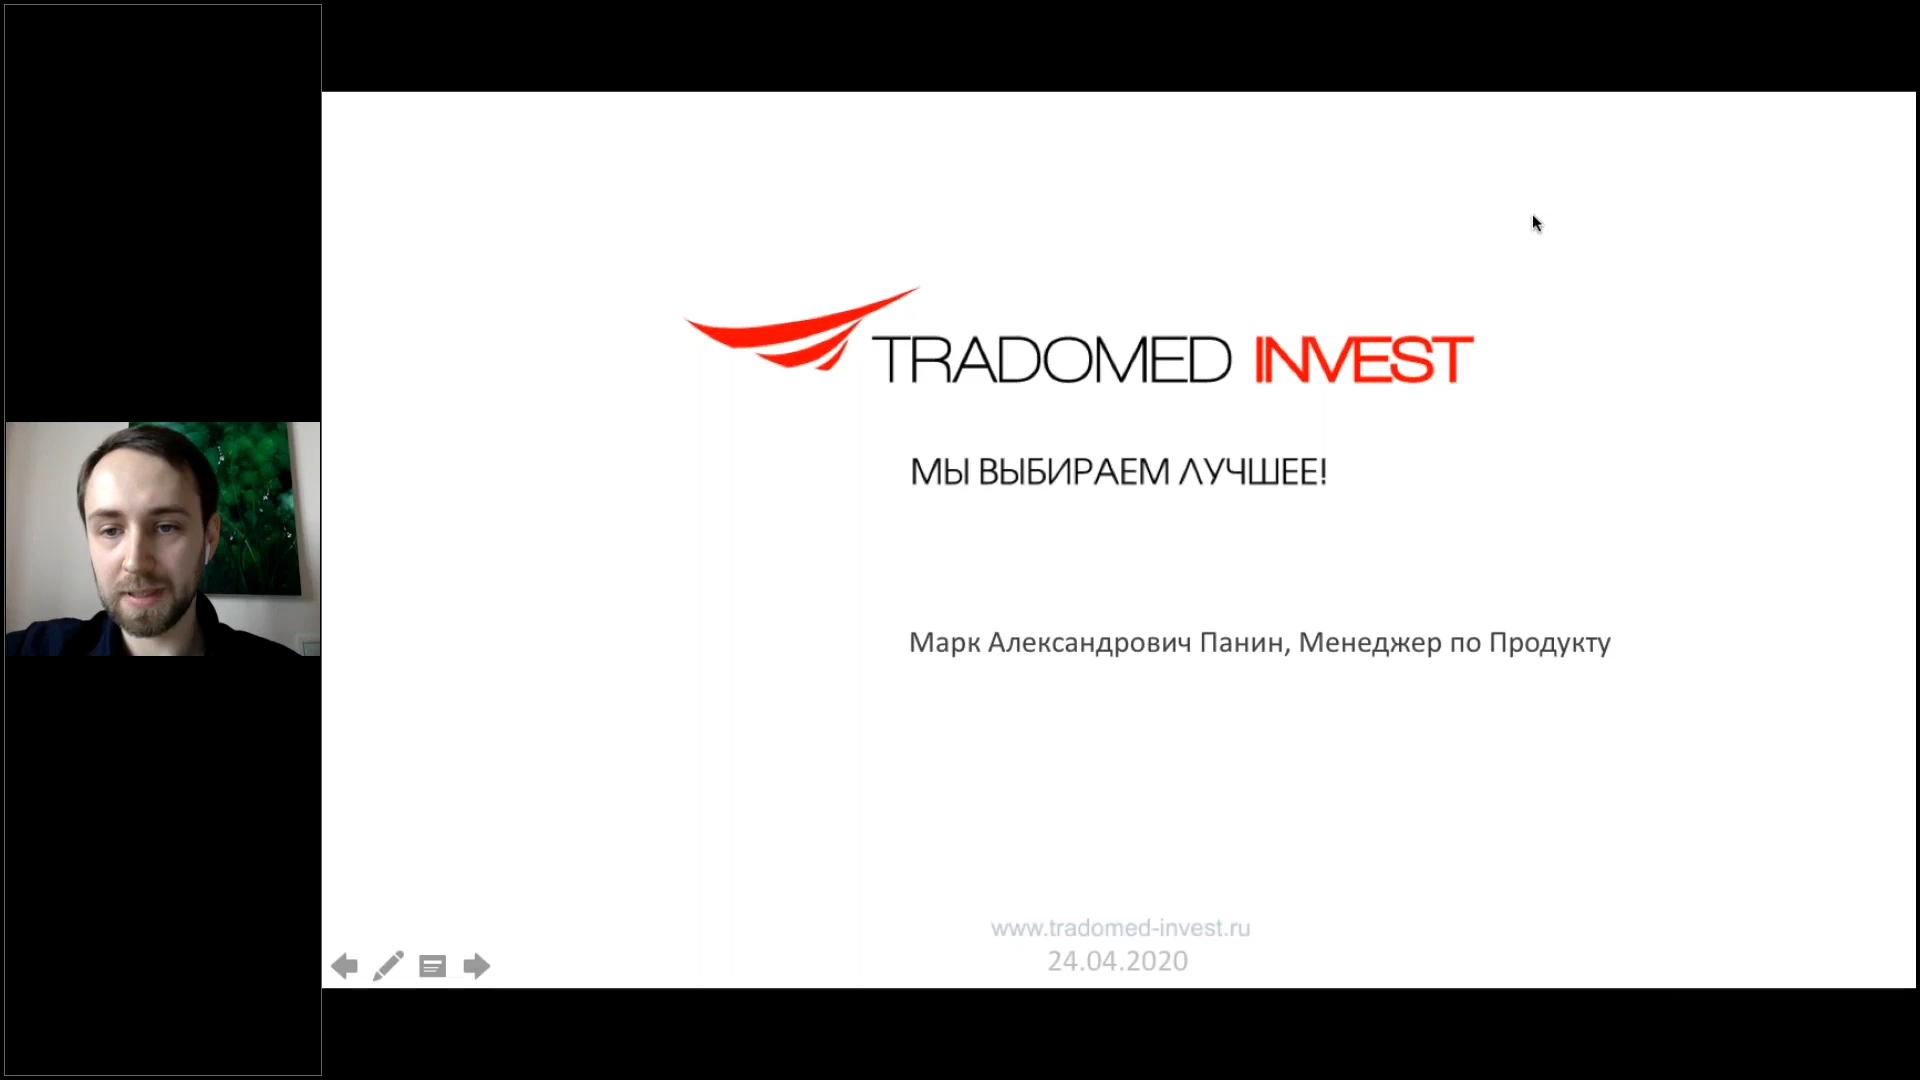 TRADOMED INVEST
МЫ ВЫБИРАЕМ ЛУЧШЕЕ!
Марк Александрович Панин, Менеджер по Продукту
www.tradomed-invest.ru
24.04.2020